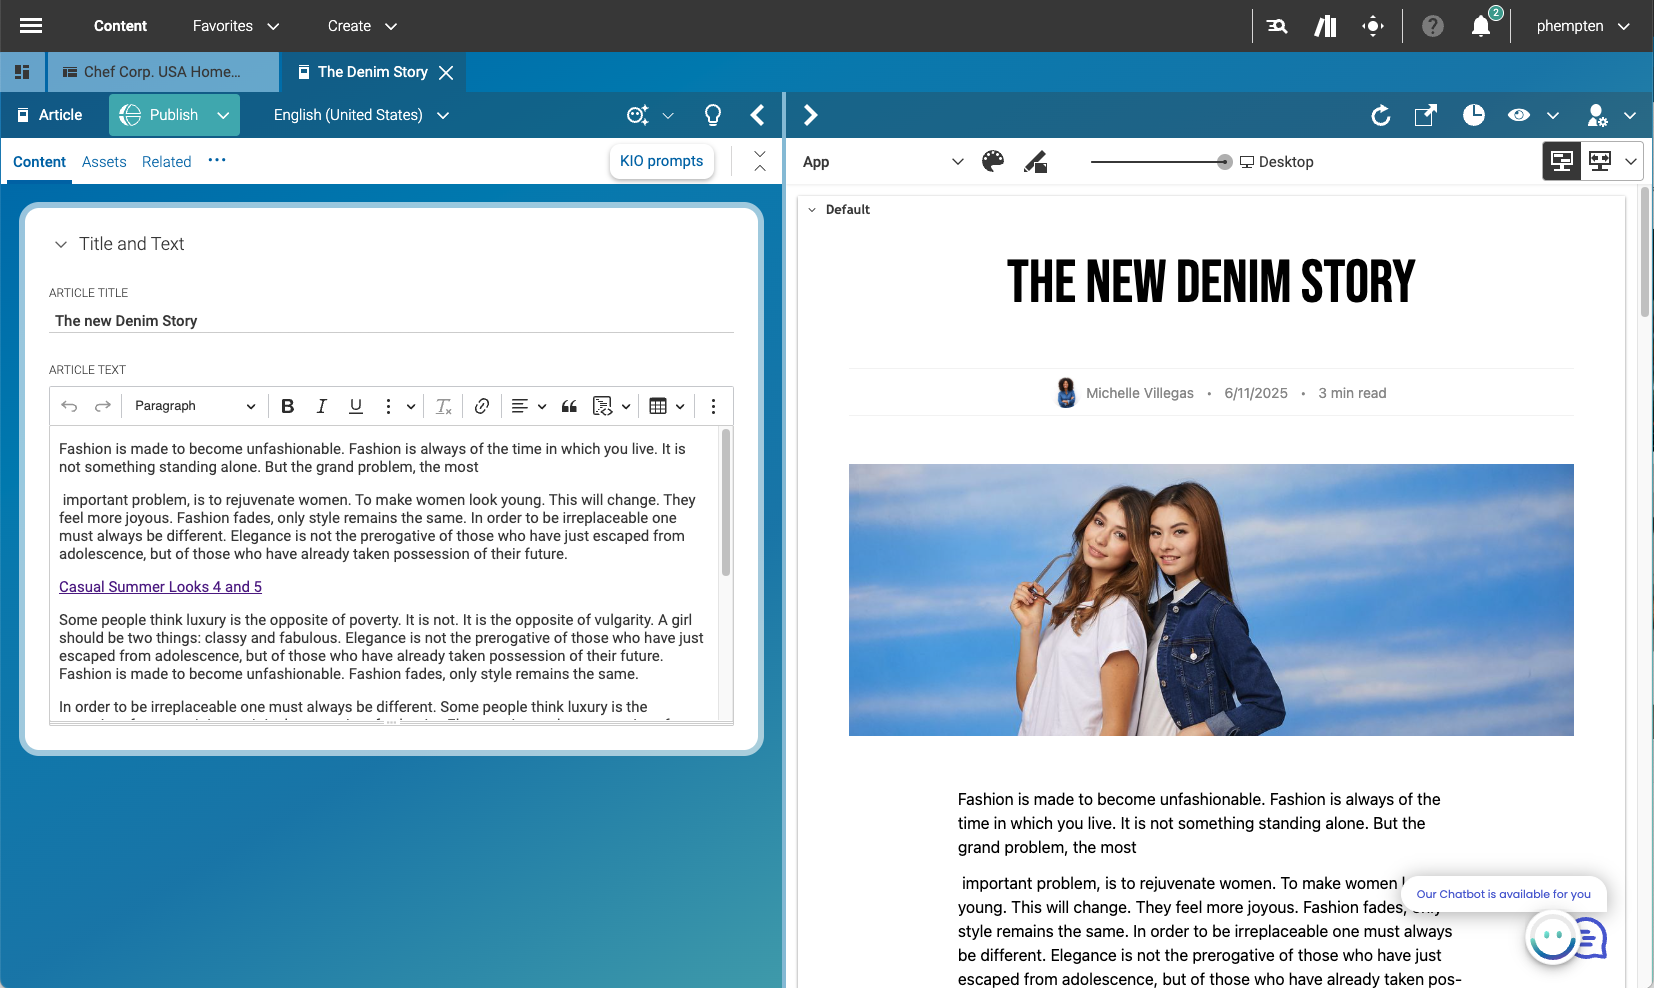 Content
Favorites
Create
2
phempten
Chef Corp. USA Home...
The Denim Story
Article
Publish
English (United States)
Content
Assets
Related
KIO prompts
App
Desktop
Title and Text
ARTICLE TITLE
The new Denim Story
ARTICLE TEXT
Paragraph
B
I
U
Fashion is made to become unfashionable. Fashion is always of the time in which you live. It is
not something standing alone. But the grand problem, the most
important problem, is to rejuvenate women. To make women look young. This will change. They
feel more joyous. Fashion fades, only style remains the same. In order to be irreplaceable one
must always be different. Elegance is not the prerogative of those who have just escaped from
adolescence, but of those who have already taken possession of their future.
Casual Summer Looks 4 and 5
Some people think luxury is the opposite of poverty. It is not. It is the opposite of vulgarity. A girl
should be two things: classy and fabulous. Elegance is not the prerogative of those who have just
escaped from adolescence, but of those who have already taken possession of their future.
Fashion is made to become unfashionable. Fashion fades, only style remains the same.
In order to be irreplaceable one must always be different. Some people think luxury is the
Default
THE NEW DENIM STORY
Michelle Villegas • 6/11/2025 • 3 min read
Fashion is made to become unfashionable. Fashion is always of the
time in which you live. It is not something standing alone. But the
grand problem, the most
important problem, is to rejuvenate women. To make women
young. This will change. They feel more joyous. Fashion fades,
style remains the same. In order to be irreplaceable one must always
be different. Elegance is not the prerogative of those who have just
escaped from adolescence, but of those who have already taken pos-
Our Chatbot is available for you